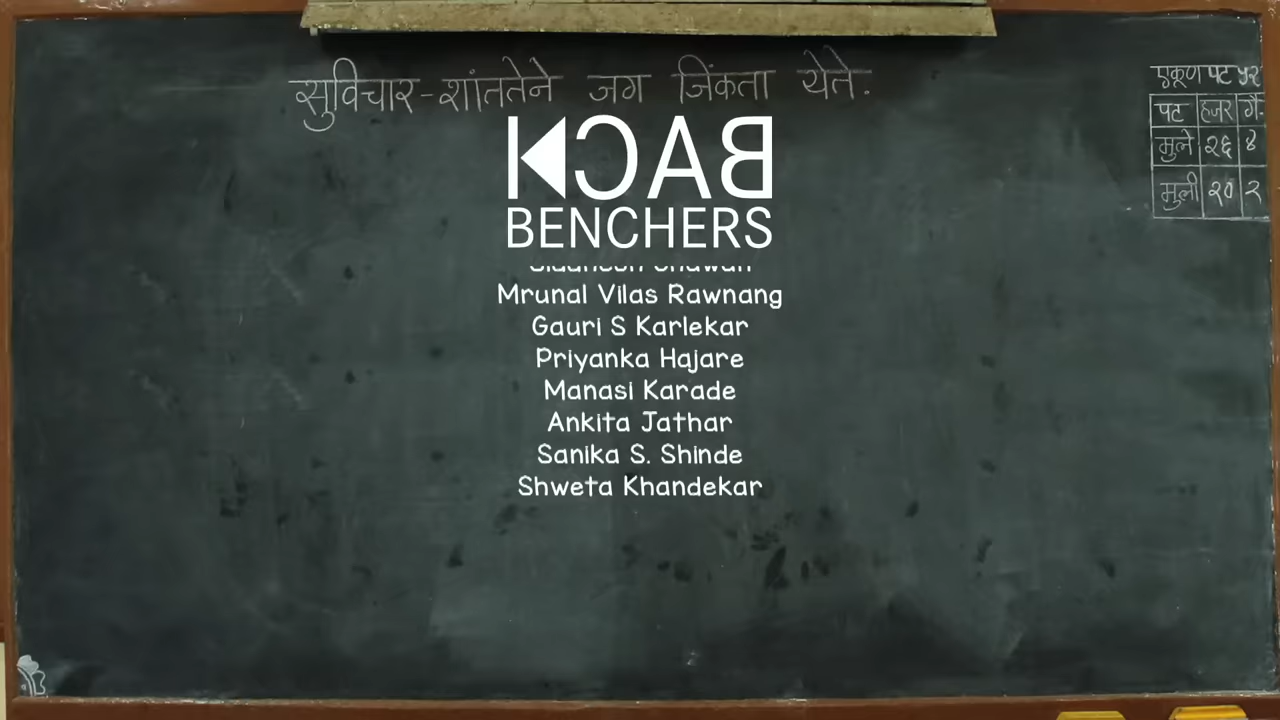 सुविचार-शांततेने जग जिंकता येते.
एकूण पट ५२
पट हजर गै-
मुले २६ ४
मुली २० २
BACK
BENCHERS
Mrunal Vilas Rawnang
Gauri S Karlekar
Priyanka Hajare
Manasi Karade
Ankita Jathar
Sanika S. Shinde
Shweta Khandekar